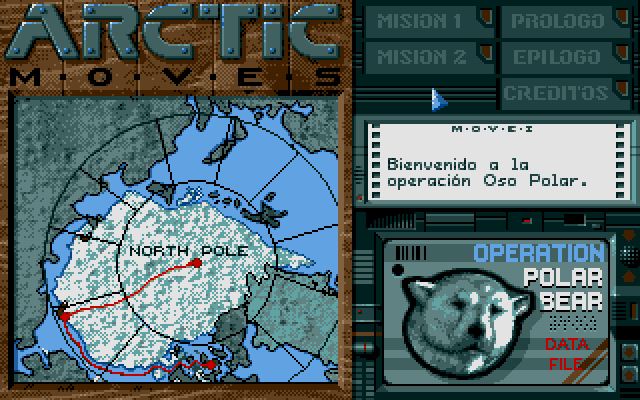 ARCTIC
M·O·V·E·S
NORTH POLE
MISION 1
PROLOGO
MISION 2
EPILOGO
CREDITOS
M·O·V·E·S
Bienvenido a la
operación Oso Polar.
OPERATION
POLAR
BEAR
DATA
FILE